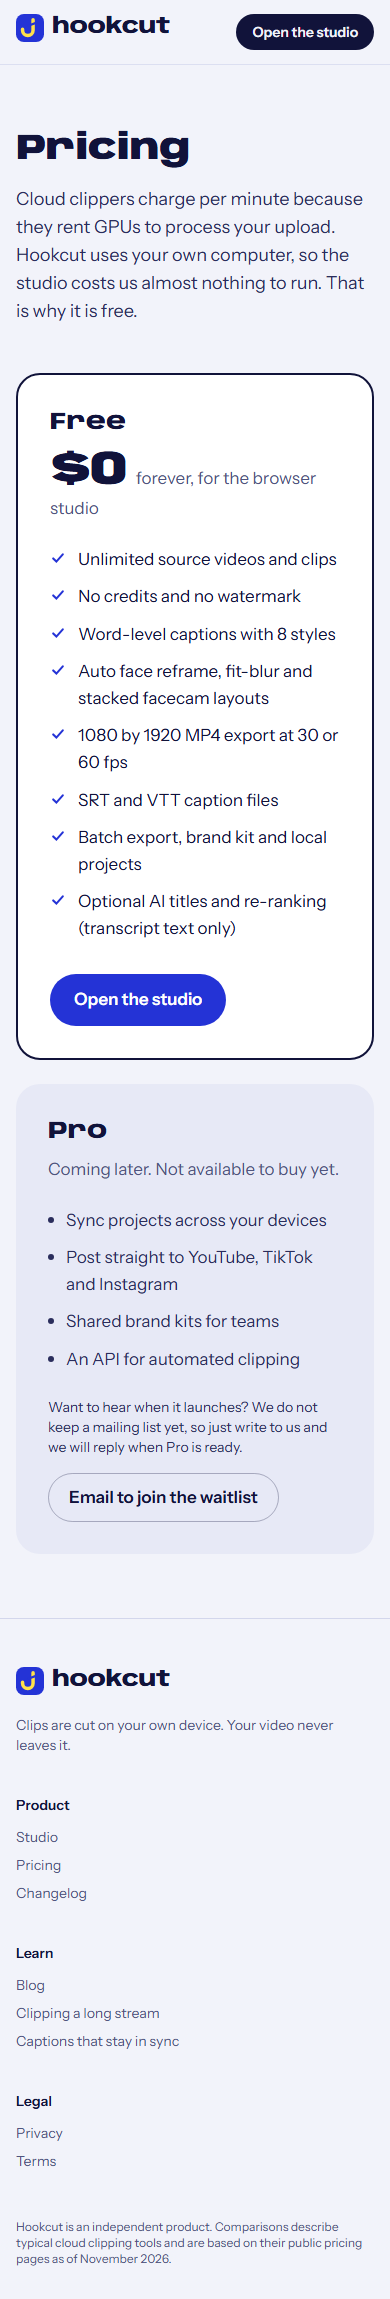 hookcut
Open the studio
Pricing
Cloud clippers charge per minute because
they rent GPUs to process your upload.
Hookcut uses your own computer, so the
studio costs us almost nothing to run. That
is why it is free.
Free
$0 forever, for the browser
studio
Unlimited source videos and clips
No credits and no watermark
Word-level captions with 8 styles
Auto face reframe, fit-blur and
stacked facecam layouts
1080 by 1920 MP4 export at 30 or
60 fps
SRT and VTT caption files
Batch export, brand kit and local
projects
Optional AI titles and re-ranking
(transcript text only)
Open the studio
Pro
Coming later. Not available to buy yet.
Sync projects across your devices
Post straight to YouTube, TikTok
and Instagram
Shared brand kits for teams
An API for automated clipping
Want to hear when it launches? We do not
keep a mailing list yet, so just write to us and
we will reply when Pro is ready.
Email to join the waitlist
hookcut
Clips are cut on your own device. Your video never
leaves it.
Product
Studio
Pricing
Changelog
Learn
Blog
Clipping a long stream
Captions that stay in sync
Legal
Privacy
Terms
Hookcut is an independent product. Comparisons describe
typical cloud clipping tools and are based on their public pricing
pages as of November 2026.